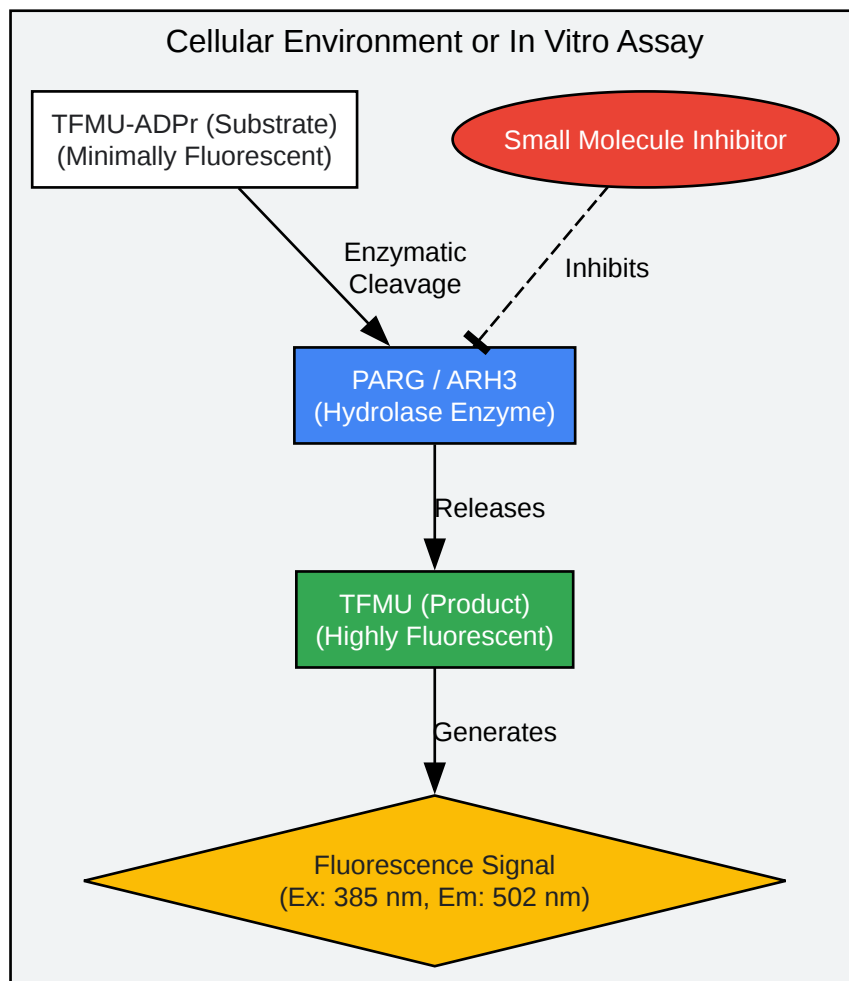 Cellular Environment or In Vitro Assay
TFMU-ADPr (Substrate)
(Minimally Fluorescent)
Small Molecule Inhibitor
Enzymatic
Cleavage
Inhibits
PARG / ARH3
(Hydrolase Enzyme)
Releases
TFMU (Product)
(Highly Fluorescent)
Generates
Fluorescence Signal
(Ex: 385 nm, Em: 502 nm)